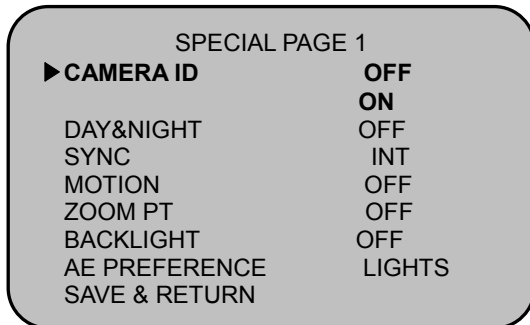 SPECIAL PAGE 1
▶CAMERA ID OFF
ON
DAY&NIGHT OFF
SYNC INT
MOTION OFF
ZOOM PT OFF
BACKLIGHT OFF
AE PREFERENCE LIGHTS
SAVE & RETURN